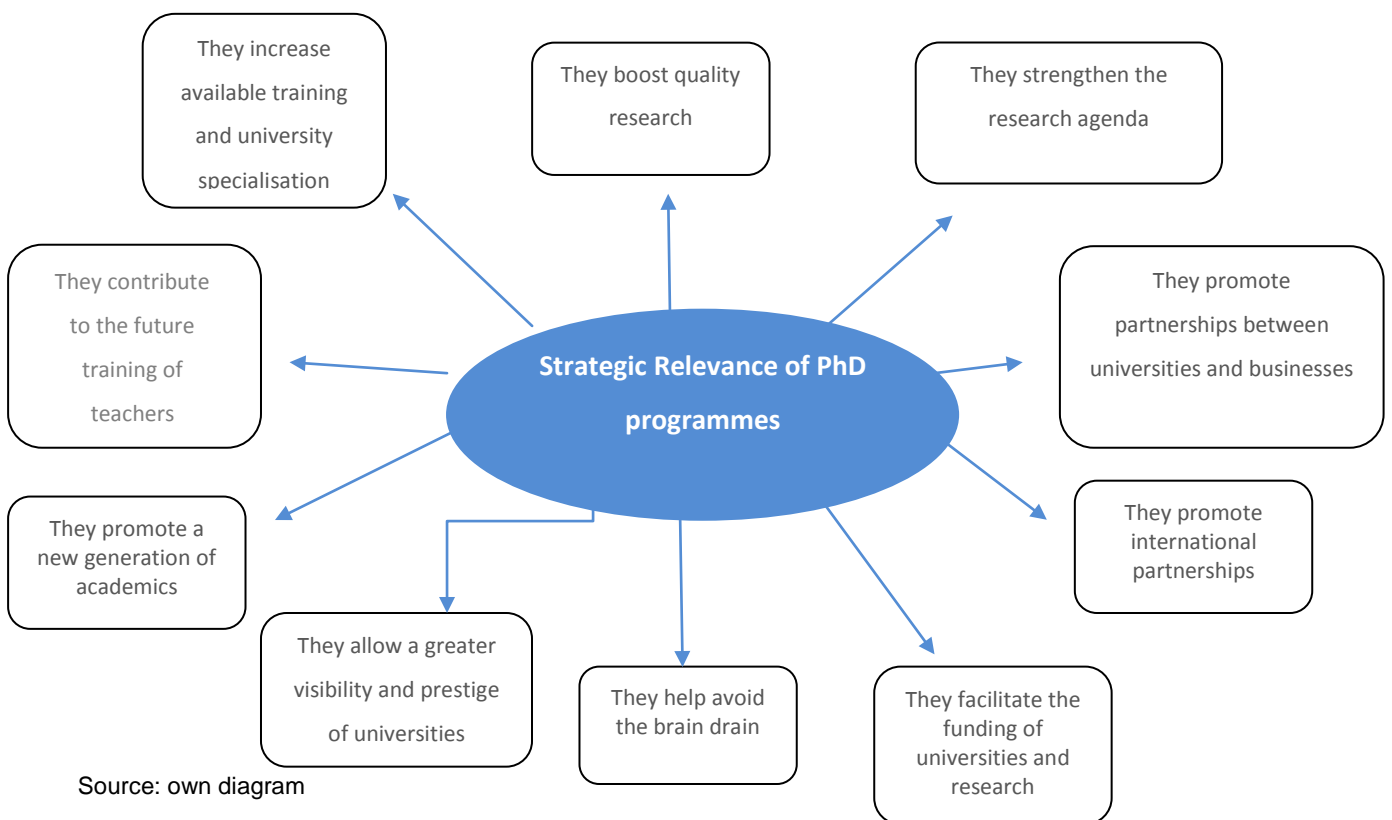 They increase
available training
and university
specialisation
They boost quality
research
They strengthen the
research agenda
They contribute
to the future
training of
teachers
Strategic Relevance of PhD
programmes
They promote
partnerships between
universities and businesses
They promote a
new generation of
academics
They promote
international
partnerships
They allow a greater
visibility and prestige
of universities
They help avoid
the brain drain
They facilitate the
funding of
universities and
research
Source: own diagram